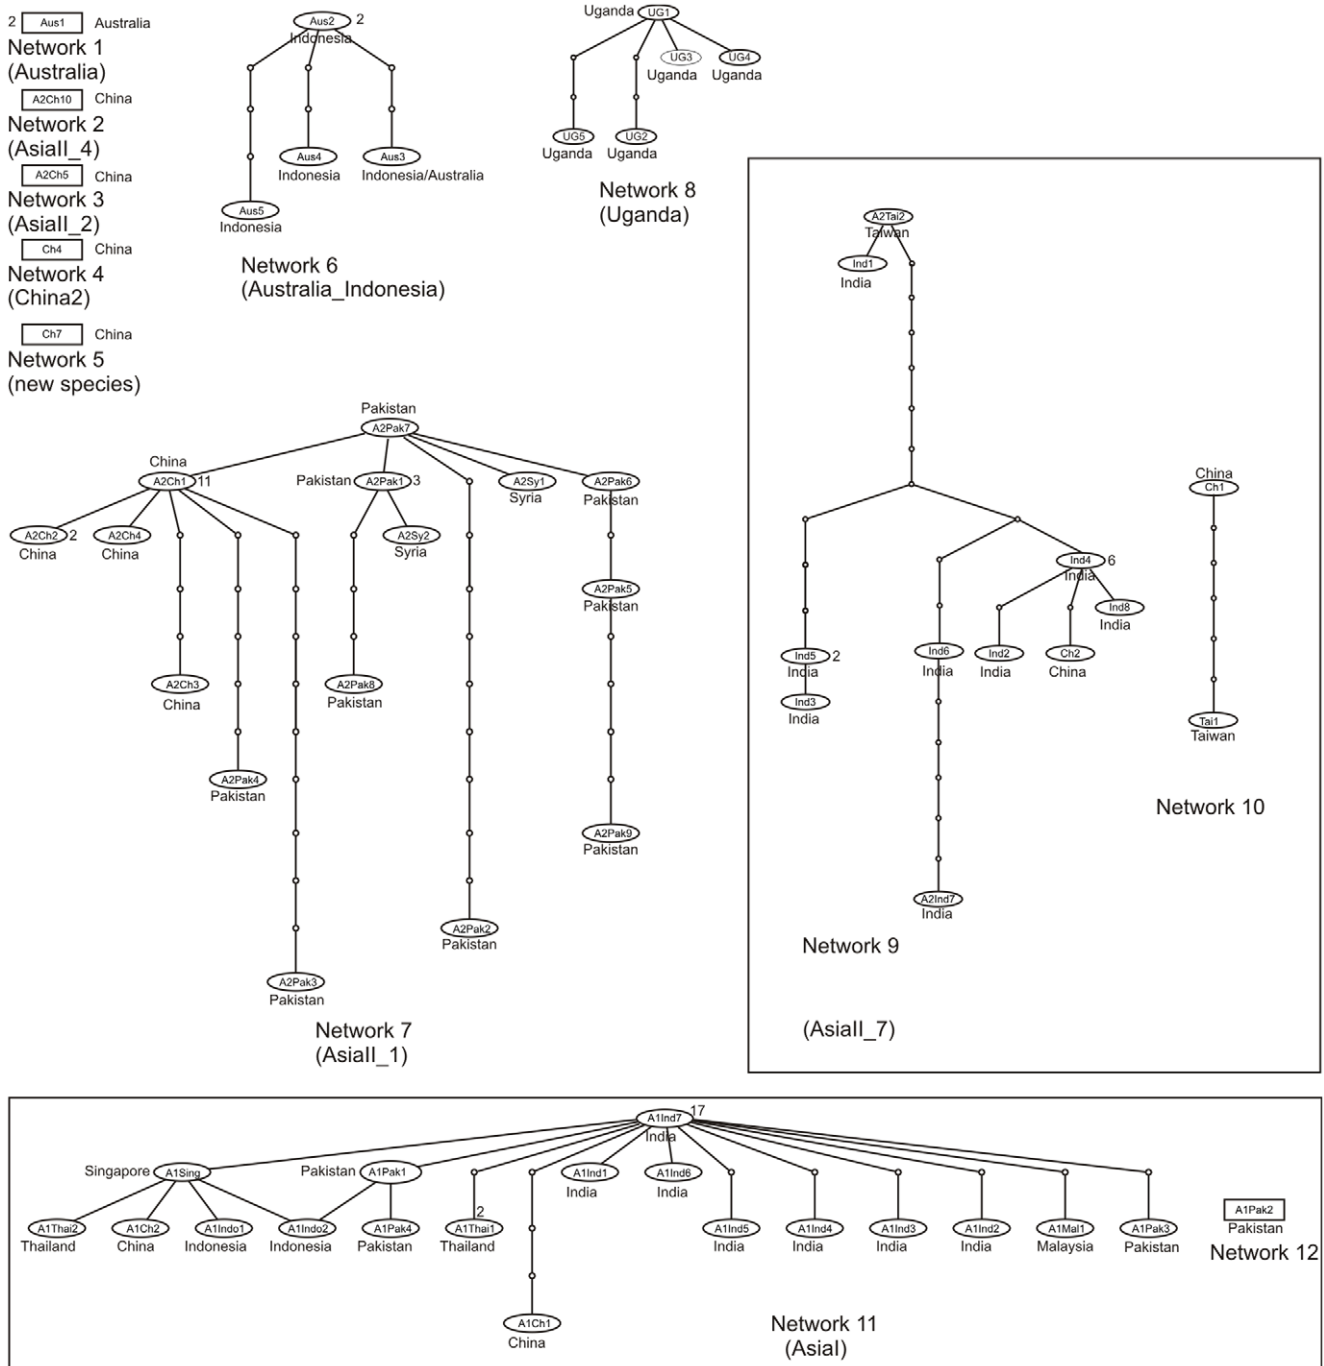 2 Aus1 Australia
Network 1
(Australia)
A2Ch10 China
Network 2
(AsiaII_4)
A2Ch5 China
Network 3
(AsiaII_2)
Ch4 China
Network 4
(China2)
Ch7 China
Network 5
(new species)
Aus2 2
Indonesia
Aus4 Aus3
Indonesia Indonesia/Australia
Aus5
Indonesia
Network 6
(Australia_Indonesia)
Uganda UG1
UG3 UG4
Uganda Uganda
UG5 UG2
Uganda Uganda
Network 8
(Uganda)
Pakistan
A2Pak7
China
A2Ch1 11 Pakistan A2Pak1 3 A2Sy1 A2Pak6
Syria Pakistan
A2Ch2 2 A2Ch4 A2Sy2
China China Syria
A2Pak5
Pakistan
A2Ch3 A2Pak8
China Pakistan
A2Pak4
Pakistan
A2Pak9
Pakistan
A2Pak2
Pakistan
A2Pak3
Pakistan
Network 7
(AsiaII_1)
A2Tai2
Taiwan
Ind1
India
Ind4 6
India
Ind8
India
Ind5 2 Ind6 Ind2 Ch2
India India India China
Ind3
India
A2Ind7
India
Network 9
(AsiaII_7)
China
Ch1
Tai1
Taiwan
Network 10
A1Ind7 17
India
Singapore A1Sing Pakistan A1Pak1 A1Ind1 A1Ind6
India India
2
A1Thai2 A1Ch2 A1Indo1 A1Indo2 A1Pak4 A1Thai1 A1Ind5 A1Ind4 A1Ind3 A1Ind2 A1Mal1 A1Pak3
Thailand China Indonesia Indonesia Pakistan Thailand India India India India Malaysia Pakistan
A1Ch1
China
Network 11
(AsiaI)
A1Pak2
Pakistan
Network 12